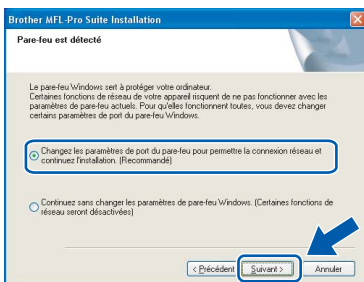 Brother MFL-Pro Suite Installation
Pare-feu est détecté
Le pare-feu Windows sert à protéger votre ordinateur.
Certaines fonctions de réseau de votre appareil risquent de ne pas fonctionner avec les
paramètres de pare-feu actuels. Pour qu'elles fonctionnent toutes, vous devez changer
certains paramètres de port du pare-feu Windows.
Changez les paramètres de port du pare-feu pour permettre la connexion réseau et
continuez l'installation. (Recommandé)
Continuez sans changer les paramètres de pare-feu Windows. (Certaines fonctions de
réseau seront désactivées)
< Précédent
Suivant >
Annuler